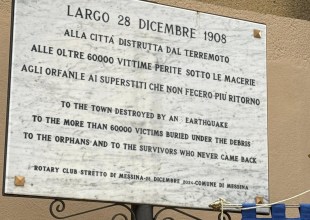 LARGO 28 DICEMBRE 1908
ALLA CITTÁ DISTRUTTA DAL TERREMOTO
ALLE OLTRE 60000 VITTIME PERITE SOTTO LE MACERIE
AGLI ORFANI E AI SUPERSTITI CHE NON FECERO PIÙ RITORNO
TO THE TOWN DESTROYED BY AN EARTHQUAKE
TO THE MORE THAN 60000 VICTIMS BURIED UNDER THE DEBRIS
TO THE ORPHANS AND TO THE SURVIVORS WHO NEVER CAME BACK
ROTARY CLUB-STRETTO DI MESSINA- DICEMBRE -COMUNE DI MESSINA